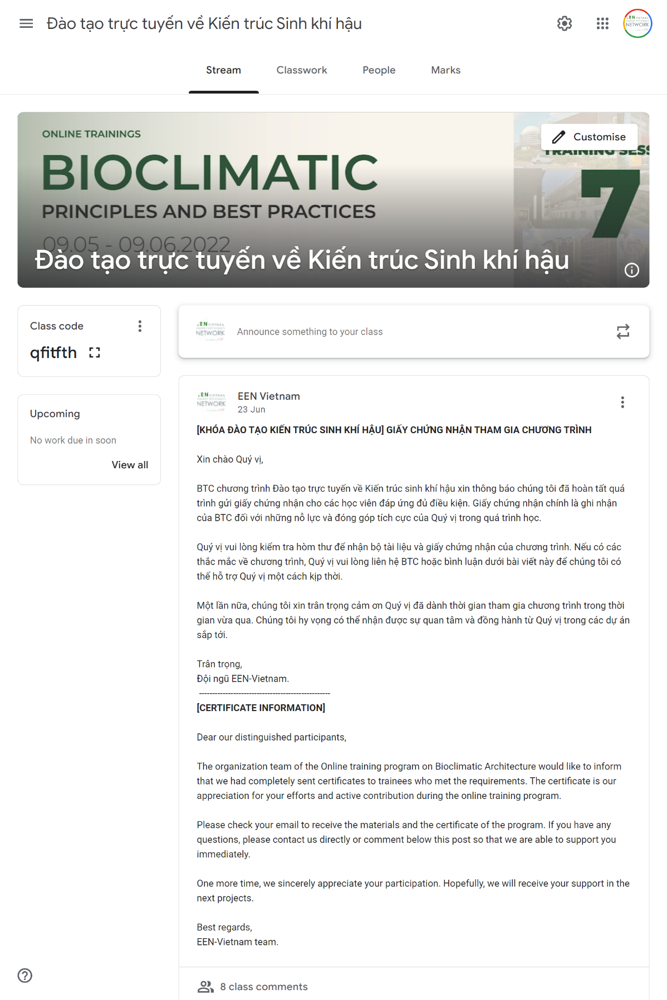 Đào tạo trực tuyến về Kiến trúc Sinh khí hậu
Stream
Classwork
People
Marks
ONLINE TRAININGS
BIOCLIMATIC
PRINCIPLES AND BEST PRACTICES
09.05 - 09.06.2022
Customise
TRAINING SESS
7
Đào tạo trực tuyến về Kiến trúc Sinh khí hậu
Class code
qfitfth
Upcoming
No work due in soon
View all
Announce something to your class
EEN Vietnam
23 Jun
[KHÓA ĐÀO TẠO KIẾN TRÚC SINH KHÍ HẬU] GIẤY CHỨNG NHẬN THAM GIA CHƯƠNG TRÌNH
Xin chào Quý vị,
BTC chương trình Đào tạo trực tuyến về Kiến trúc sinh khí hậu xin thông báo chúng tôi đã hoàn tất quá
trình gửi giấy chứng nhận cho các học viên đáp ứng đủ điều kiện. Giấy chứng nhận chính là ghi nhận
của BTC đối với những nỗ lực và đóng góp tích cực của Quý vị trong quá trình học.
Quý vị vui lòng kiểm tra hòm thư để nhận bộ tài liệu và giấy chứng nhận của chương trình. Nếu có các
thắc mắc về chương trình, Quý vị vui lòng liên hệ BTC hoặc bình luận dưới bài viết này để chúng tôi có
thể hỗ trợ Quý vị một cách kịp thời.
Một lần nữa, chúng tôi xin trân trọng cảm ơn Quý vị đã dành thời gian tham gia chương trình trong thời
gian vừa qua. Chúng tôi hy vọng có thể nhận được sự quan tâm và đồng hành từ Quý vị trong các dự án
sắp tới.
Trân trọng,
Đội ngũ EEN-Vietnam.
--------------------------------------------------
[CERTIFICATE INFORMATION]
Dear our distinguished participants,
The organization team of the Online training program on Bioclimatic Architecture would like to inform
that we had completely sent certificates to trainees who met the requirements. The certificate is our
appreciation for your efforts and active contribution during the online training program.
Please check your email to receive the materials and the certificate of the program. If you have any
questions, please contact us directly or comment below this post so that we are able to support you
immediately.
One more time, we sincerely appreciate your participation. Hopefully, we will receive your support in the
next projects.
Best regards,
EEN-Vietnam team.
8 class comments